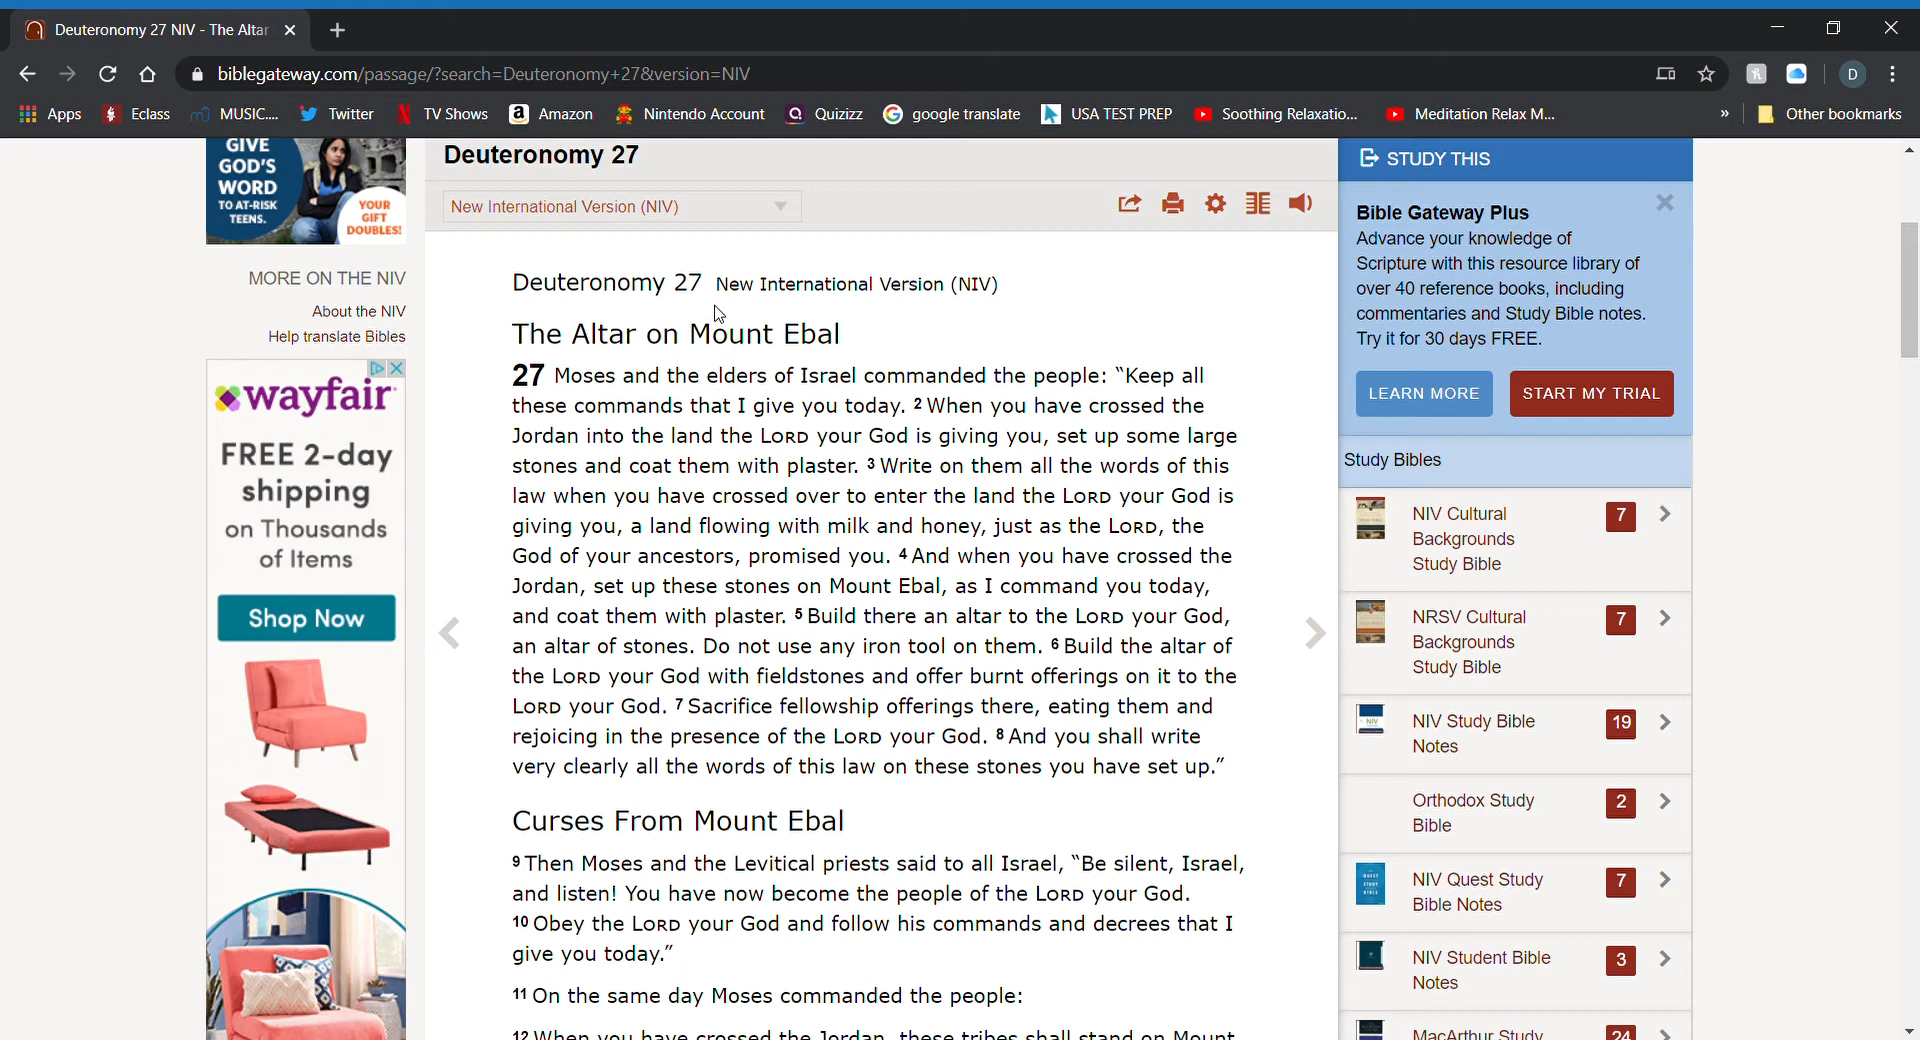 Deuteronomy 27 NIV - The Altar
biblegateway.com/passage/?search=Deuteronomy+27&version=NIV
D
Apps
Eclass
MUSIC....
Twitter
TV Shows
Amazon
Nintendo Account
Quizizz
google translate
USA TEST PREP
Soothing Relaxatio...
Meditation Relax M...
»
Other bookmarks
GIVE
GOD'S
WORD
TO AT-RISK
TEENS.
YOUR
GIFT
DOUBLES!
MORE ON THE NIV
About the NIV
Help translate Bibles
wayfair
FREE 2-day
shipping
on Thousands
of Items
Shop Now
Deuteronomy 27
New International Version (NIV)
Deuteronomy 27 New International Version (NIV)
The Altar on Mount Ebal
27 Moses and the elders of Israel commanded the people: “Keep all
these commands that I give you today. 2 When you have crossed the
Jordan into the land the LORD your God is giving you, set up some large
stones and coat them with plaster. 3 Write on them all the words of this
law when you have crossed over to enter the land the LORD your God is
giving you, a land flowing with milk and honey, just as the LORD, the
God of your ancestors, promised you. 4 And when you have crossed the
Jordan, set up these stones on Mount Ebal, as I command you today,
and coat them with plaster. 5 Build there an altar to the LORD your God,
an altar of stones. Do not use any iron tool on them. 6 Build the altar of
the LORD your God with fieldstones and offer burnt offerings on it to the
LORD your God. 7 Sacrifice fellowship offerings there, eating them and
rejoicing in the presence of the LORD your God. 8 And you shall write
very clearly all the words of this law on these stones you have set up.”
Curses From Mount Ebal
9 Then Moses and the Levitical priests said to all Israel, “Be silent, Israel,
and listen! You have now become the people of the LORD your God.
10 Obey the LORD your God and follow his commands and decrees that I
give you today.”
11 On the same day Moses commanded the people:
12 When you have crossed the Jordan, these tribes shall stand on Mount
STUDY THIS
Bible Gateway Plus
Advance your knowledge of
Scripture with this resource library of
over 40 reference books, including
commentaries and Study Bible notes.
Try it for 30 days FREE.
LEARN MORE
START MY TRIAL
Study Bibles
NIV Cultural
Backgrounds
Study Bible
7
NRSV Cultural
Backgrounds
Study Bible
7
NIV Study Bible
Notes
19
Orthodox Study
Bible
2
NIV Quest Study
Bible Notes
7
NIV Student Bible
Notes
3
MacArthur Study
24